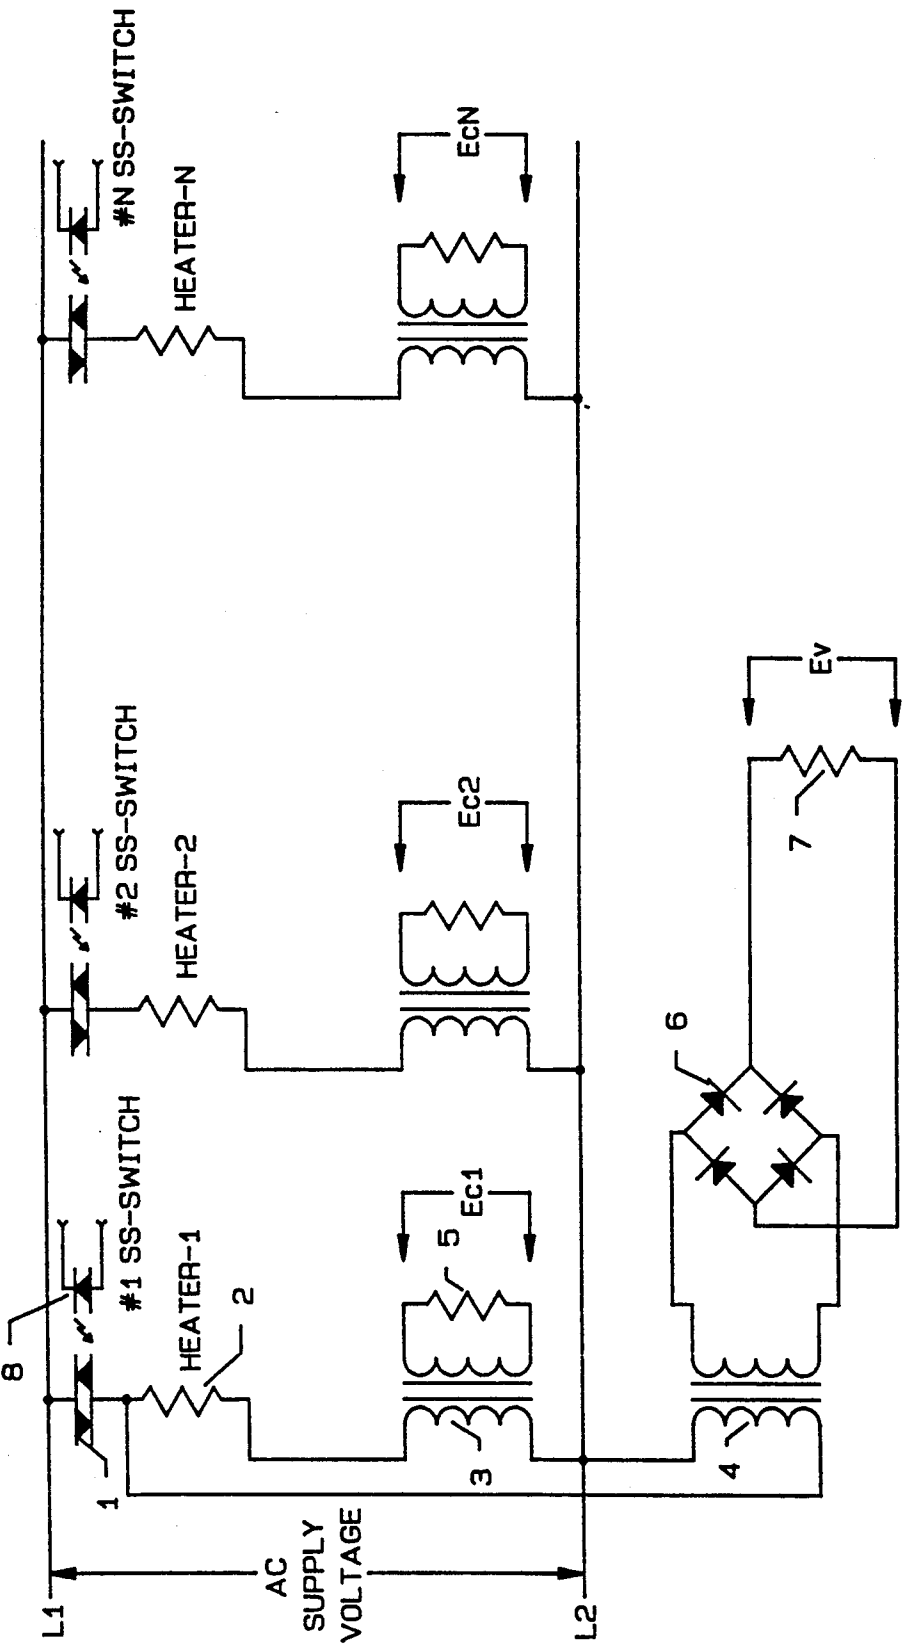 L1
L2
AC
SUPPLY
VOLTAGE
8
1
#1 SS-SWITCH
HEATER-1
2
3
5
Ec1
4
6
7
Ev
#2 SS-SWITCH
HEATER-2
Ec2
#N SS-SWITCH
HEATER-N
EcN